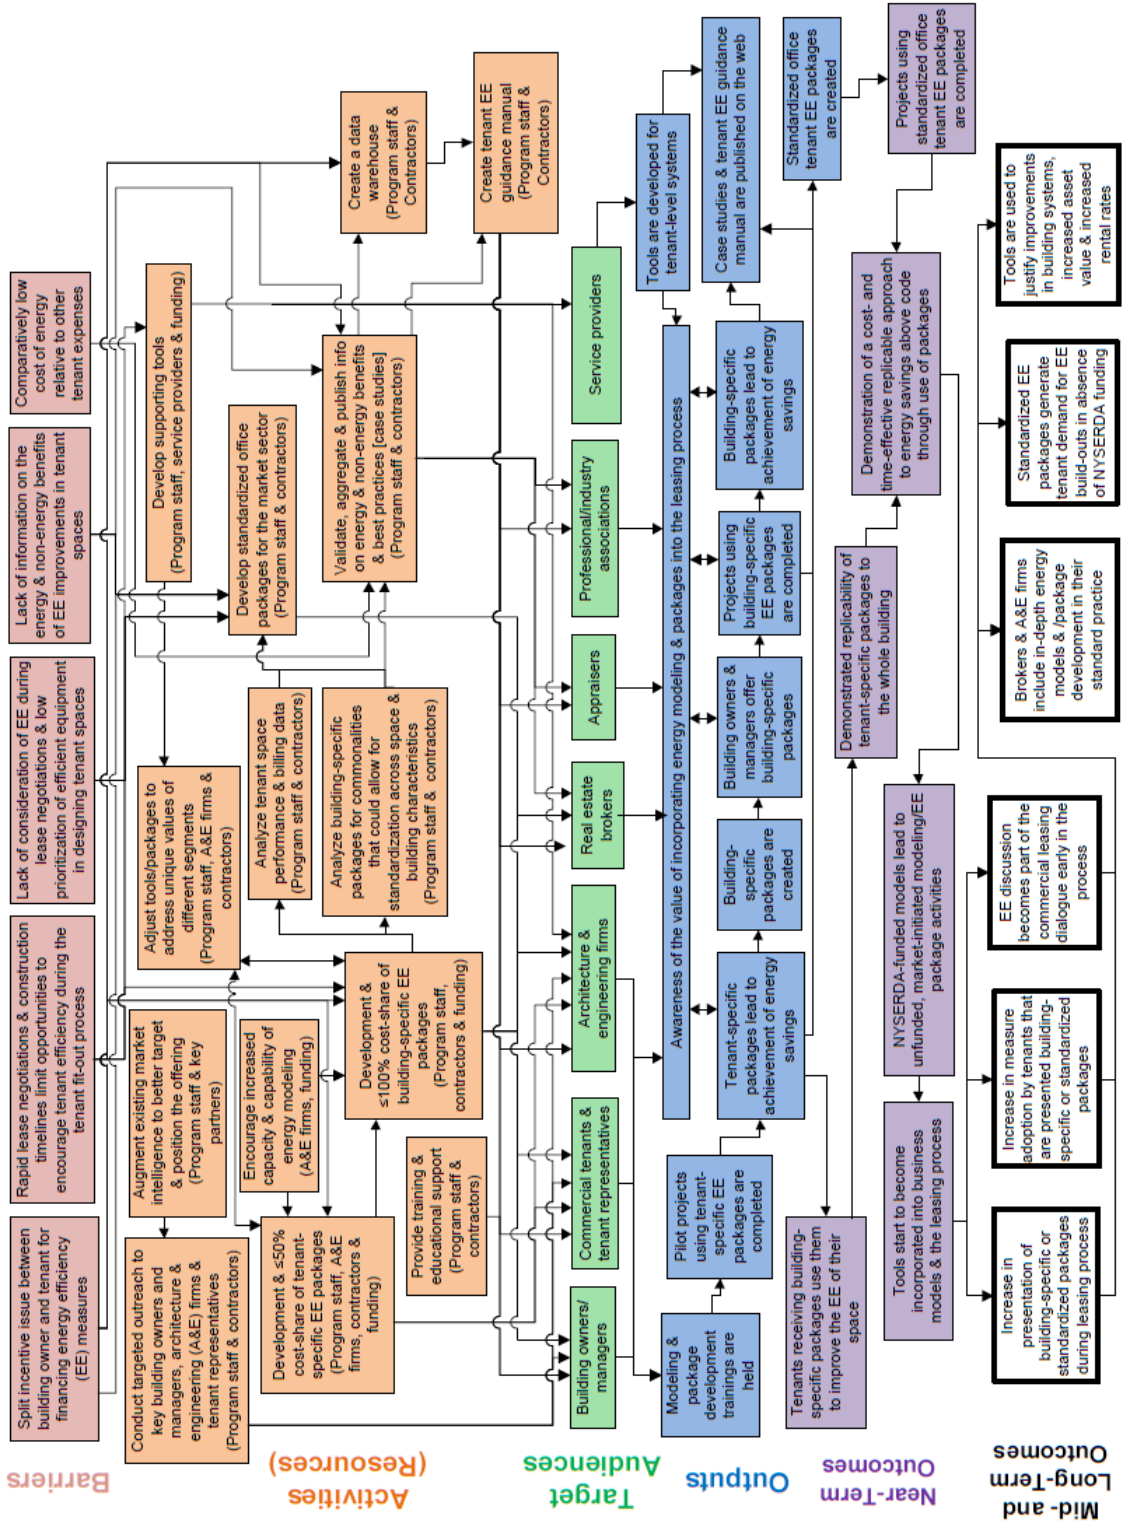 Barriers
Split incentive issue between
building owner and tenant for
financing energy efficiency
(EE) measures
Rapid lease negotiations & construction
timelines limit opportunities to
encourage tenant efficiency during the
tenant fit-out process
Lack of consideration of EE during
lease negotiations & low
prioritization of efficient equipment
in designing tenant spaces
Lack of information on the
energy & non-energy benefits
of EE improvements in tenant
spaces
Comparatively low
cost of energy
relative to other
tenant expenses
Activities
(Resources)
Conduct targeted outreach to
key building owners and
managers, architecture &
engineering (A&E) firms &
tenant representatives
(Program staff & contractors)
Augment existing market
intelligence to better target
& position the offering
(Program staff & key
partners)
Adjust tools/packages to
address unique values of
different segments
(Program staff, A&E firms &
contractors)
Develop supporting tools
(Program staff, service providers & funding)
Development & ≤50%
cost-share of tenant-
specific EE packages
(Program staff, A&E
firms, contractors &
funding)
Encourage increased
capacity & capability of
energy modeling
(A&E firms, funding)
Analyze tenant space
performance & billing data
(Program staff & contractors)
Develop standardized office
packages for the market sector
(Program staff & contractors)
Create a data
warehouse
(Program staff &
Contractors)
Development &
≤100% cost-share of
building-specific EE
packages
(Program staff,
contractors & funding)
Analyze building-specific
packages for commonalities
that could allow for
standardization across space &
building characteristics
(Program staff & contractors)
Validate, aggregate & publish info
on energy & non-energy benefits
& best practices [case studies]
(Program staff & contractors)
Provide training &
educational support
(Program staff &
contractors)
Create tenant EE
guidance manual
(Program staff &
Contractors)
Target
Audiences
Building owners/
managers
Commercial tenants &
tenant representatives
Architecture &
engineering firms
Real estate
brokers
Appraisers
Professional/industry
associations
Service providers
Outputs
Modeling &
package
development
trainings are
held
Pilot projects
using tenant-
specific EE
packages are
completed
Awareness of the value of incorporating energy modeling & packages into the leasing process
Tools are developed for
tenant-level systems
Tenant-specific
packages lead to
achievement of energy
savings
Building-
specific
packages are
created
Building owners &
managers offer
building-specific
packages
Projects using
building-specific
EE packages
are completed
Building-specific
packages lead to
achievement of energy
savings
Case studies & tenant EE guidance
manual are published on the web
Standardized office
tenant EE packages
are created
Near-Term
Outcomes
Tenants receiving building-
specific packages use them
to improve the EE of their
space
Demonstrated replicability of
tenant-specific packages to
the whole building
Demonstration of a cost- and
time-effective replicable approach
to energy savings above code
through use of packages
Projects using
standardized office
tenant EE packages
are completed
Tools start to become
incorporated into business
models & the leasing process
NYSERDA-funded models lead to
unfunded, market-initiated modeling/EE
package activities
Mid- and
Long-Term
Outcomes
Increase in
presentation of
building-specific or
standardized packages
during leasing process
Increase in measure
adoption by tenants that
are presented building-
specific or standardized
packages
EE discussion
becomes part of the
commercial leasing
dialogue early in the
process
Brokers & A&E firms
include in-depth energy
models & /package
development in their
standard practice
Standardized EE
packages generate
tenant demand for EE
build-outs in absence
of NYSERDA funding
Tools are used to
justify improvements
in building systems,
increased asset
value & increased
rental rates